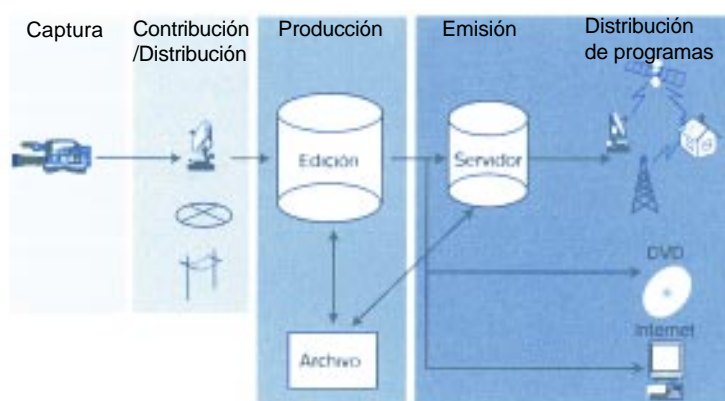 Captura
Contribución
/Distribución
Producción
Emisión
Distribución
de programas
Edición
Servidor
DVD
Internet
Archivo